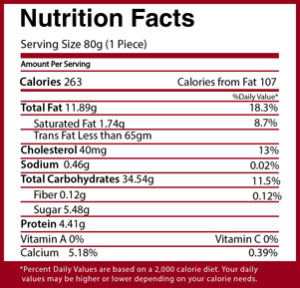 Nutrition Facts
Serving Size 80g (1 Piece)
Amount Per Serving
Calories 263 Calories from Fat 107
%Daily Value*
Total Fat 11.89g 18.3%
Saturated Fat 1.74g 8.7%
Trans Fat Less than 65gm
Cholesterol 40mg 13%
Sodium 0.46g 0.02%
Total Carbohydrates 34.54g 11.5%
Fiber 0.12g 0.12%
Sugar 5.48g
Protein 4.41g
Vitamin A 0% Vitamin C 0%
Calcium 5.18% 0.39%
*Percent Daily Values are based on a 2,000 calorie diet. Your daily
values may be higher or lower depending on your calorie needs.